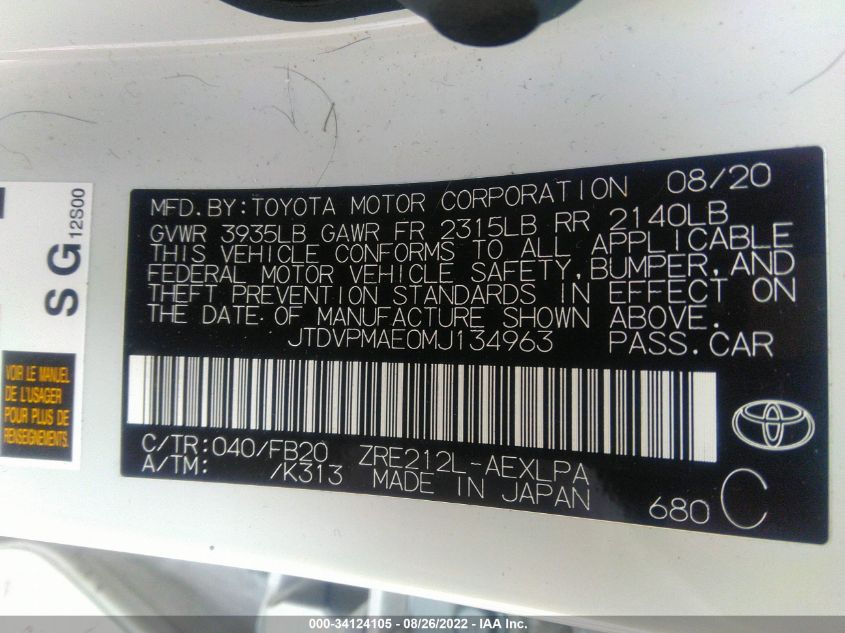 MFD.BY:TOYOTA MOTOR CORPORATION 08/20
GVWR 3935LB GAWR FR 2315LB RR 2140LB
THIS VEHICLE CONFORMS TO ALL APPLICABLE
FEDERAL MOTOR VEHICLE SAFETY, BUMPER, AND
THEFT PREVENTION STANDARDS IN EFFECT ON
THE DATE OF MANUFACTURE SHOWN ABOVE.
JTDVPMAE0MJ134963 PASS.CAR
C/TR:040/FB20 ZRE212L-AEXLPA
A/TM: /K313 MADE IN JAPAN
680 C
SG 12S00
VOIR LE MANUEL
DE L'USAGER
POUR PLUS DE
RENSEIGNEMENTS.
000-34124105 - 08/26/2022 - IAA Inc.